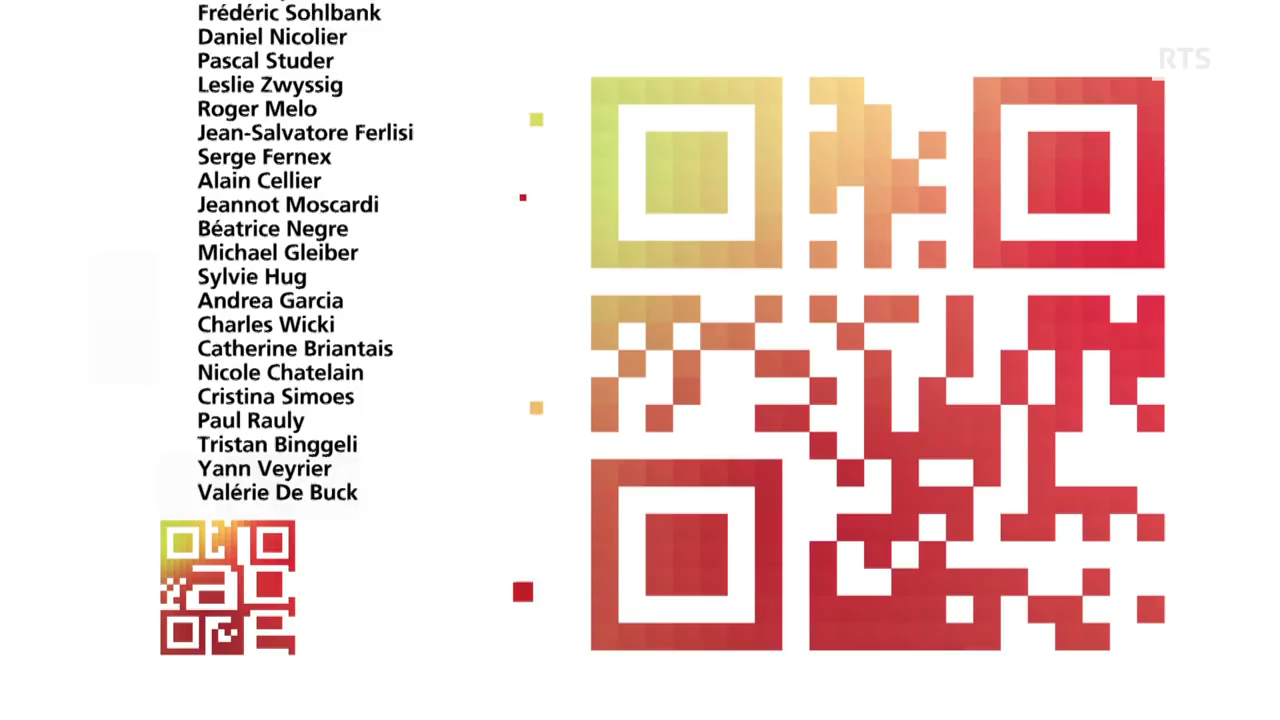 Frédéric Sohlbank
Daniel Nicolier
Pascal Studer
Leslie Zwyssig
Roger Melo
Jean-Salvatore Ferlisi
Serge Fernex
Alain Cellier
Jeannot Moscardi
Béatrice Negre
Michael Gleiber
Sylvie Hug
Andrea Garcia
Charles Wicki
Catherine Briantais
Nicole Chatelain
Cristina Simoes
Paul Rauly
Tristan Binggeli
Yann Veyrier
Valérie De Buck
RTS